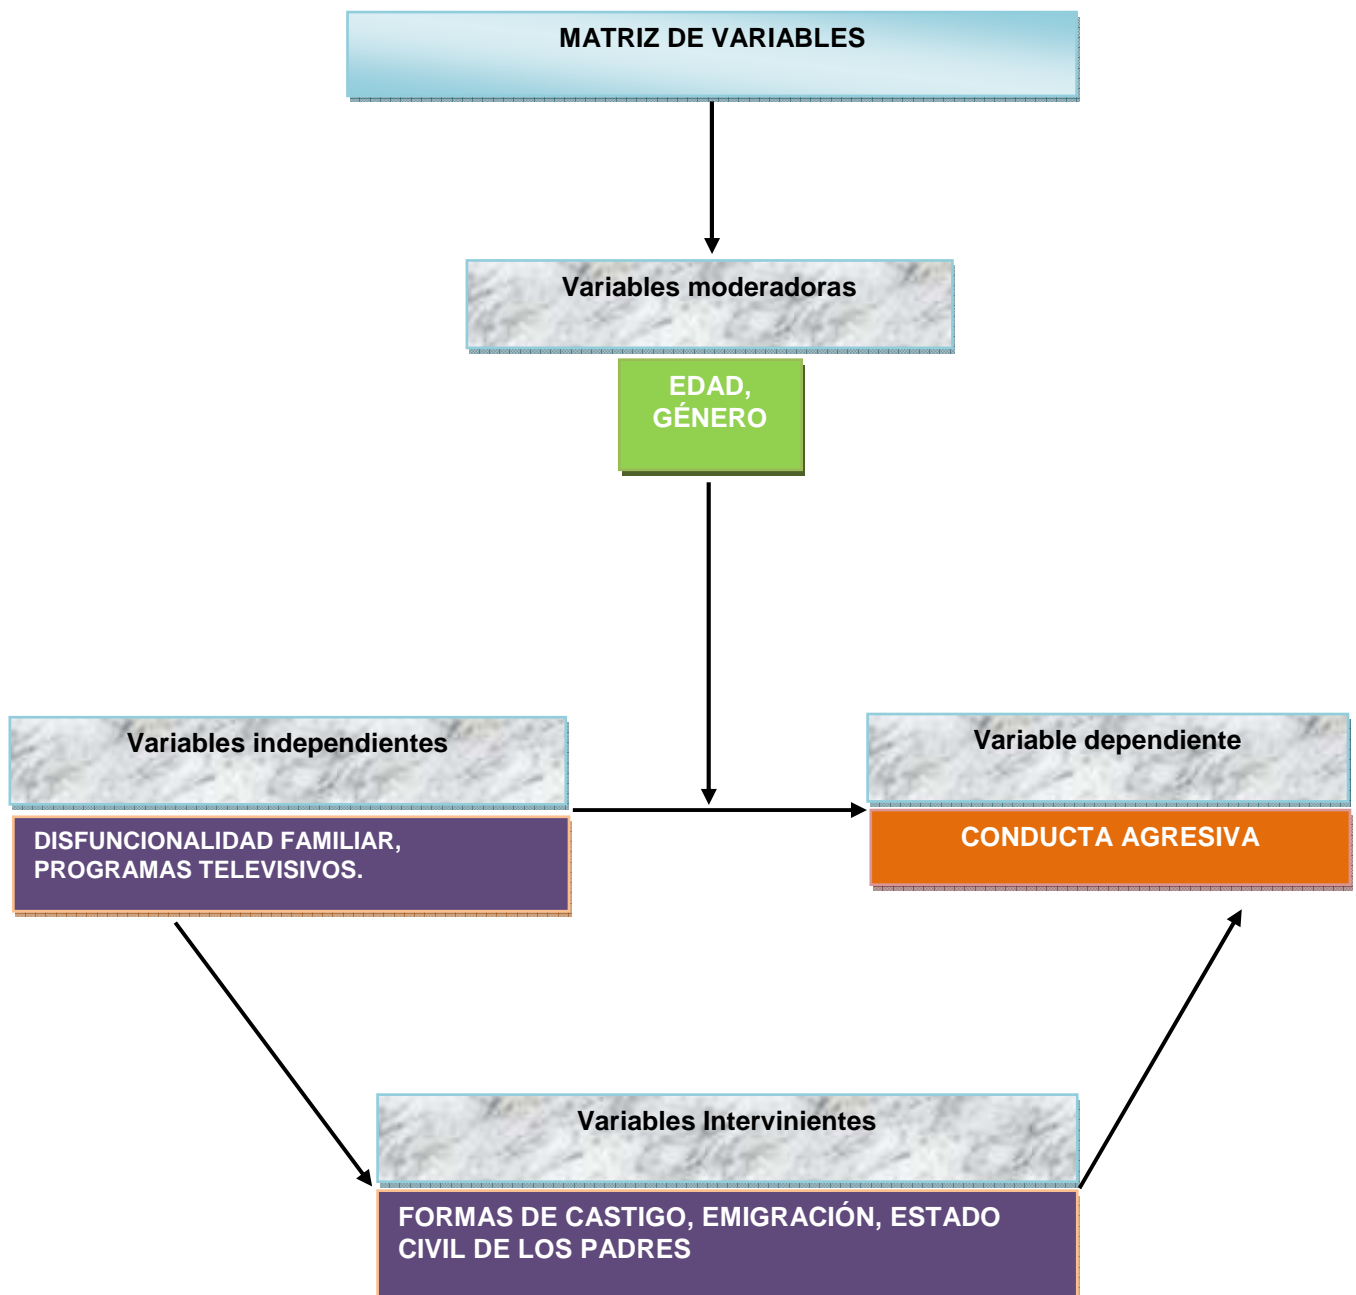 MATRIZ DE VARIABLES
Variables moderadoras
EDAD,
GÉNERO
Variables independientes
DISFUNCIONALIDAD FAMILIAR,
PROGRAMAS TELEVISIVOS.
Variable dependiente
CONDUCTA AGRESIVA
Variables Intervinientes
FORMAS DE CASTIGO, EMIGRACIÓN, ESTADO
CIVIL DE LOS PADRES